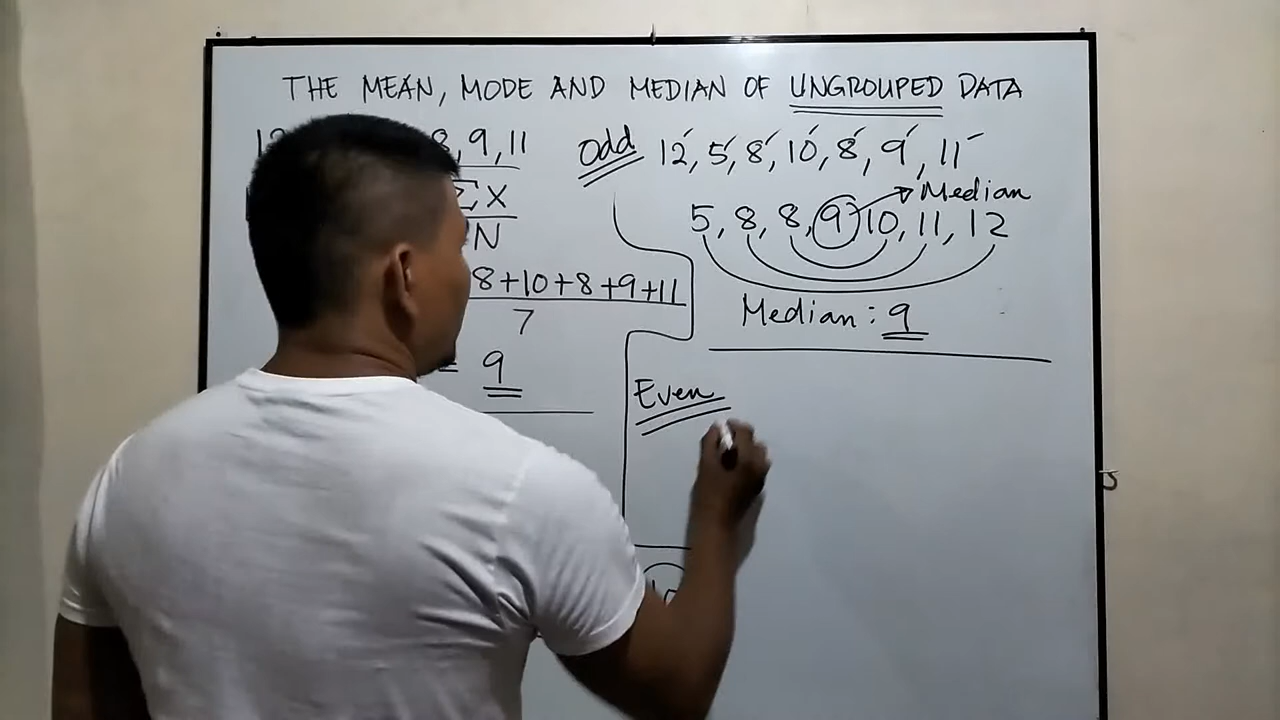 THE MEAN, MODE AND MEDIAN OF UNGROUPED DATA
8, 9, 11
ΣX
N
8+10+8+9+11
7
= 9
Odd 12, 5, 8, 10, 8, 9, 11
Median
5, 8, 8, 9, 10, 11, 12
Median: 9
Even